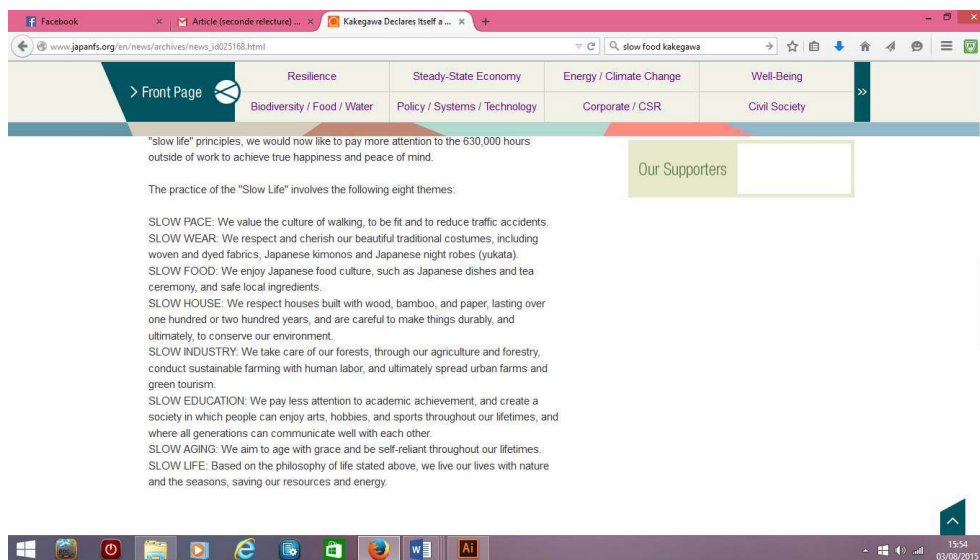 Facebook
Article (seconde relecture) ...
Kakegawa Declares Itself a ...
www.japanfs.org/en/news/archives/news_id025168.html
slow food kakegawa
> Front Page
Resilience
Steady-State Economy
Energy / Climate Change
Well-Being
Biodiversity / Food / Water
Policy / Systems / Technology
Corporate / CSR
Civil Society
"slow life" principles, we would now like to pay more attention to the 630,000 hours
outside of work to achieve true happiness and peace of mind.
Our Supporters
The practice of the "Slow Life" involves the following eight themes:
SLOW PACE: We value the culture of walking, to be fit and to reduce traffic accidents.
SLOW WEAR: We respect and cherish our beautiful traditional costumes, including
woven and dyed fabrics, Japanese kimonos and Japanese night robes (yukata).
SLOW FOOD: We enjoy Japanese food culture, such as Japanese dishes and tea
ceremony, and safe local ingredients.
SLOW HOUSE: We respect houses built with wood, bamboo, and paper, lasting over
one hundred or two hundred years, and are careful to make things durably, and
ultimately, to conserve our environment.
SLOW INDUSTRY: We take care of our forests, through our agriculture and forestry,
conduct sustainable farming with human labor, and ultimately spread urban farms and
green tourism.
SLOW EDUCATION: We pay less attention to academic achievement, and create a
society in which people can enjoy arts, hobbies, and sports throughout our lifetimes, and
where all generations can communicate well with each other.
SLOW AGING: We aim to age with grace and be self-reliant throughout our lifetimes.
SLOW LIFE: Based on the philosophy of life stated above, we live our lives with nature
and the seasons, saving our resources and energy.
Ai
15:54
03/08/2015